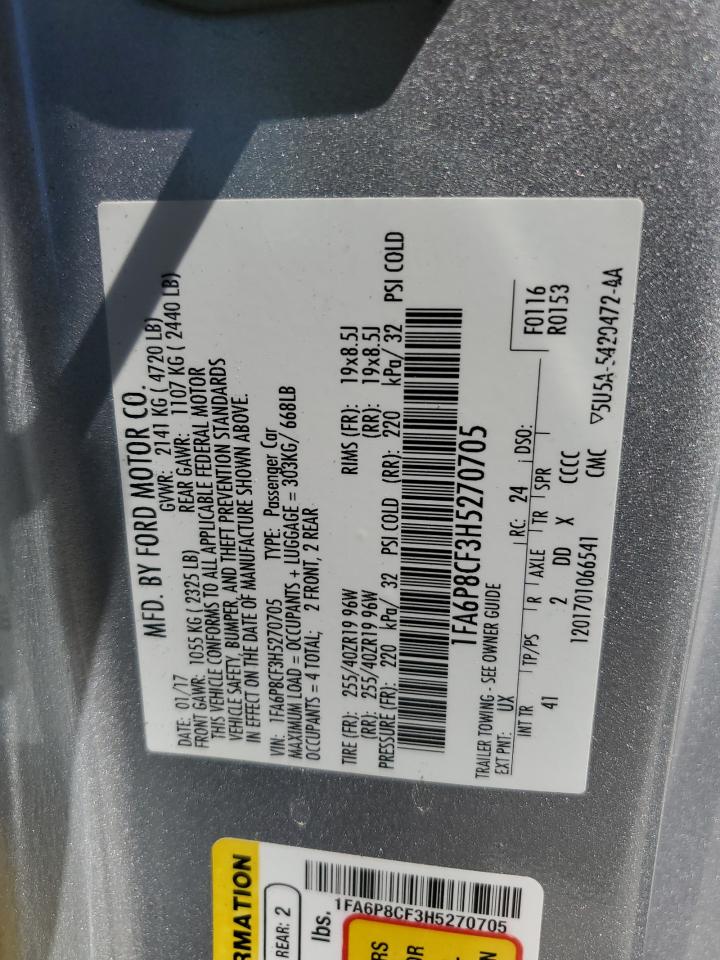 MFD. BY FORD MOTOR CO.
DATE: 01/17 GVWR: 2141 KG ( 4720 LB)
FRONT GAWR: 1055 KG ( 2325 LB) REAR GAWR: 1107 KG ( 2440 LB)
THIS VEHICLE CONFORMS TO ALL APPLICABLE FEDERAL MOTOR
VEHICLE SAFETY, BUMPER, AND THEFT PREVENTION STANDARDS
IN EFFECT ON THE DATE OF MANUFACTURE SHOWN ABOVE.
VIN: 1FA6P8CF3H5270705 TYPE: Passenger Car
MAXIMUM LOAD = OCCUPANTS + LUGGAGE = 303KG/ 668LB
OCCUPANTS = 4 TOTAL; 2 FRONT, 2 REAR
TIRE (FR): 255/40ZR19 96W RIMS (FR): 19x8.5J
(RR): 255/40ZR19 96W (RR): 19x8.5J
PRESSURE (FR): 220 kPa/ 32 PSI COLD (RR): 220 kPa/ 32 PSI COLD
1FA6P8CF3H5270705
TRAILER TOWING - SEE OWNER GUIDE
EXT PNT: UX RC: 24 DSO:
INT TR TP/PS R AXLE TR SPR
41 2 DD X CCCC
F0116
R0153
1201701066541 CMC
▽5U5A-5420472-AA
RMATION
REAR: 2
lbs.
1FA6P8CF3H5270705